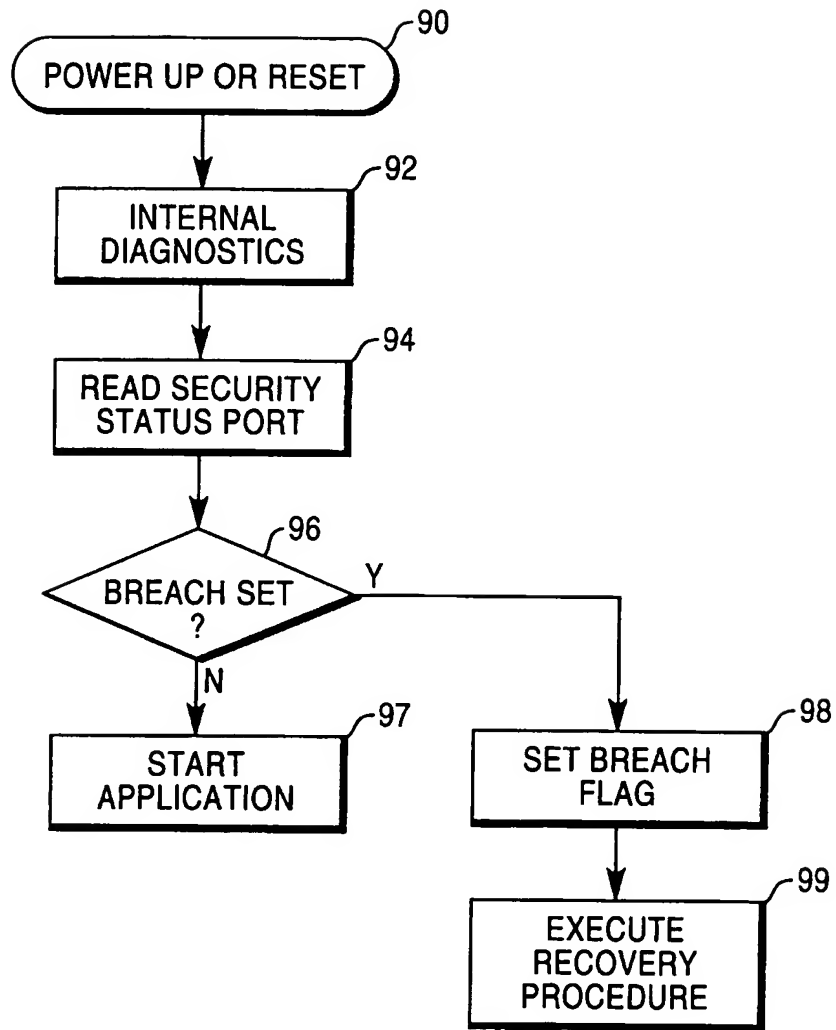 90
POWER UP OR RESET
92
INTERNAL
DIAGNOSTICS
94
READ SECURITY
STATUS PORT
96
BREACH SET
?
Y
N
97
START
APPLICATION
98
SET BREACH
FLAG
99
EXECUTE
RECOVERY
PROCEDURE